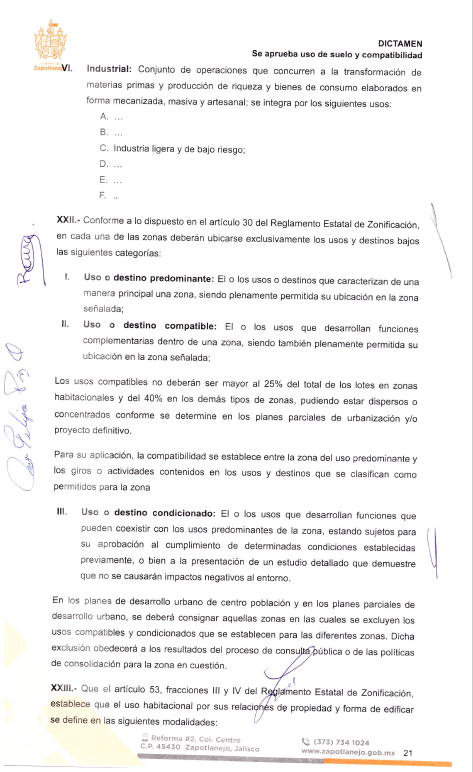 DICTAMEN
Se aprueba uso de suelo y compatibilidad
Zapotlanejo
VI. Industrial: Conjunto de operaciones que concurren a la transformación de
materias primas y producción de riqueza y bienes de consumo elaborados en
forma mecanizada, masiva y artesanal; se integra por los siguientes usos:
A. ...
B. ...
C. Industria ligera y de bajo riesgo;
D. ...
E. ...
F. ..
XXII.- Conforme a lo dispuesto en el artículo 30 del Reglamento Estatal de Zonificación,
en cada una de las zonas deberán ubicarse exclusivamente los usos y destinos bajos
las siguientes categorías:
I. Uso o destino predominante: El o los usos o destinos que caracterizan de una
manera principal una zona, siendo plenamente permitida su ubicación en la zona
señalada;
II. Uso o destino compatible: El o los usos que desarrollan funciones
complementarias dentro de una zona, siendo también plenamente permitida su
ubicación en la zona señalada;
Los usos compatibles no deberán ser mayor al 25% del total de los lotes en zonas
habitacionales y del 40% en los demás tipos de zonas, pudiendo estar dispersos o
concentrados conforme se determine en los planes parciales de urbanización y/o
proyecto definitivo.
Para su aplicación, la compatibilidad se establece entre la zona del uso predominante y
los giros o actividades contenidos en los usos y destinos que se clasifican como
permitidos para la zona
III. Uso o destino condicionado: El o los usos que desarrollan funciones que
pueden coexistir con los usos predominantes de la zona, estando sujetos para
su aprobación al cumplimiento de determinadas condiciones establecidas
previamente, o bien a la presentación de un estudio detallado que demuestre
que no se causarán impactos negativos al entorno.
En los planes de desarrollo urbano de centro población y en los planes parciales de
desarrollo urbano, se deberá consignar aquellas zonas en las cuales se excluyen los
usos compatibles y condicionados que se establecen para las diferentes zonas. Dicha
exclusión obedecerá a los resultados del proceso de consulta pública o de las políticas
de consolidación para la zona en cuestión.
XXIII.- Que el artículo 53, fracciones III y IV del Reglamento Estatal de Zonificación,
establece que el uso habitacional por sus relaciones de propiedad y forma de edificar
se define en las siguientes modalidades:
Reforma #2, Col. Centro
C.P. 45430 Zapotlanejo, Jalisco
(373) 734 1024
www.zapotlanejo.gob.mx 21